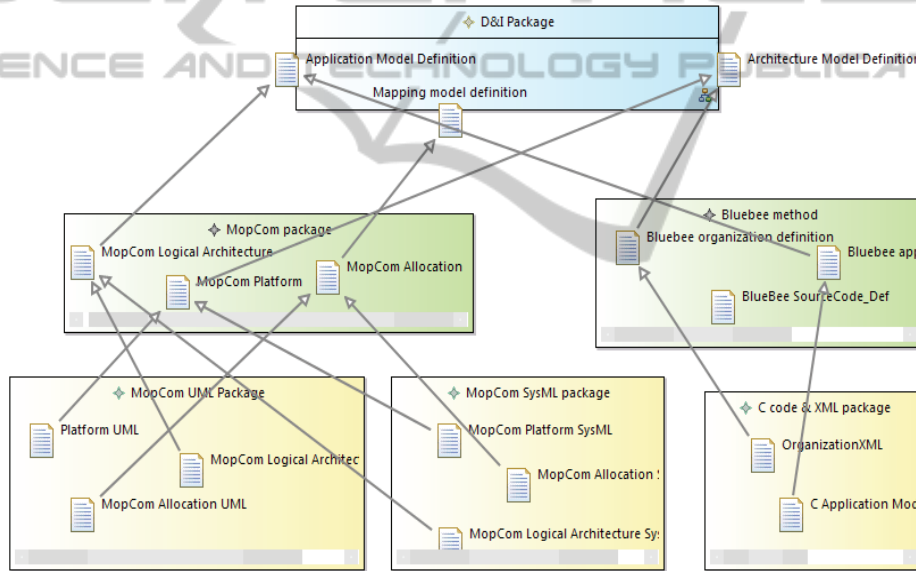 D&I Package
Application Model Definition
Architecture Model Definition
ENCE AND TECHNOLOGY PUBLICA
Mapping model definition
MopCom package
MopCom Logical Architecture
MopCom Platform
MopCom Allocation
Bluebee method
Bluebee organization definition
Bluebee app
BlueBee SourceCode_Def
MopCom UML Package
Platform UML
MopCom Logical Architec
MopCom Allocation UML
MopCom SysML package
MopCom Platform SysML
MopCom Allocation S
MopCom Logical Architecture Sys
C code & XML package
OrganizationXML
C Application Mod